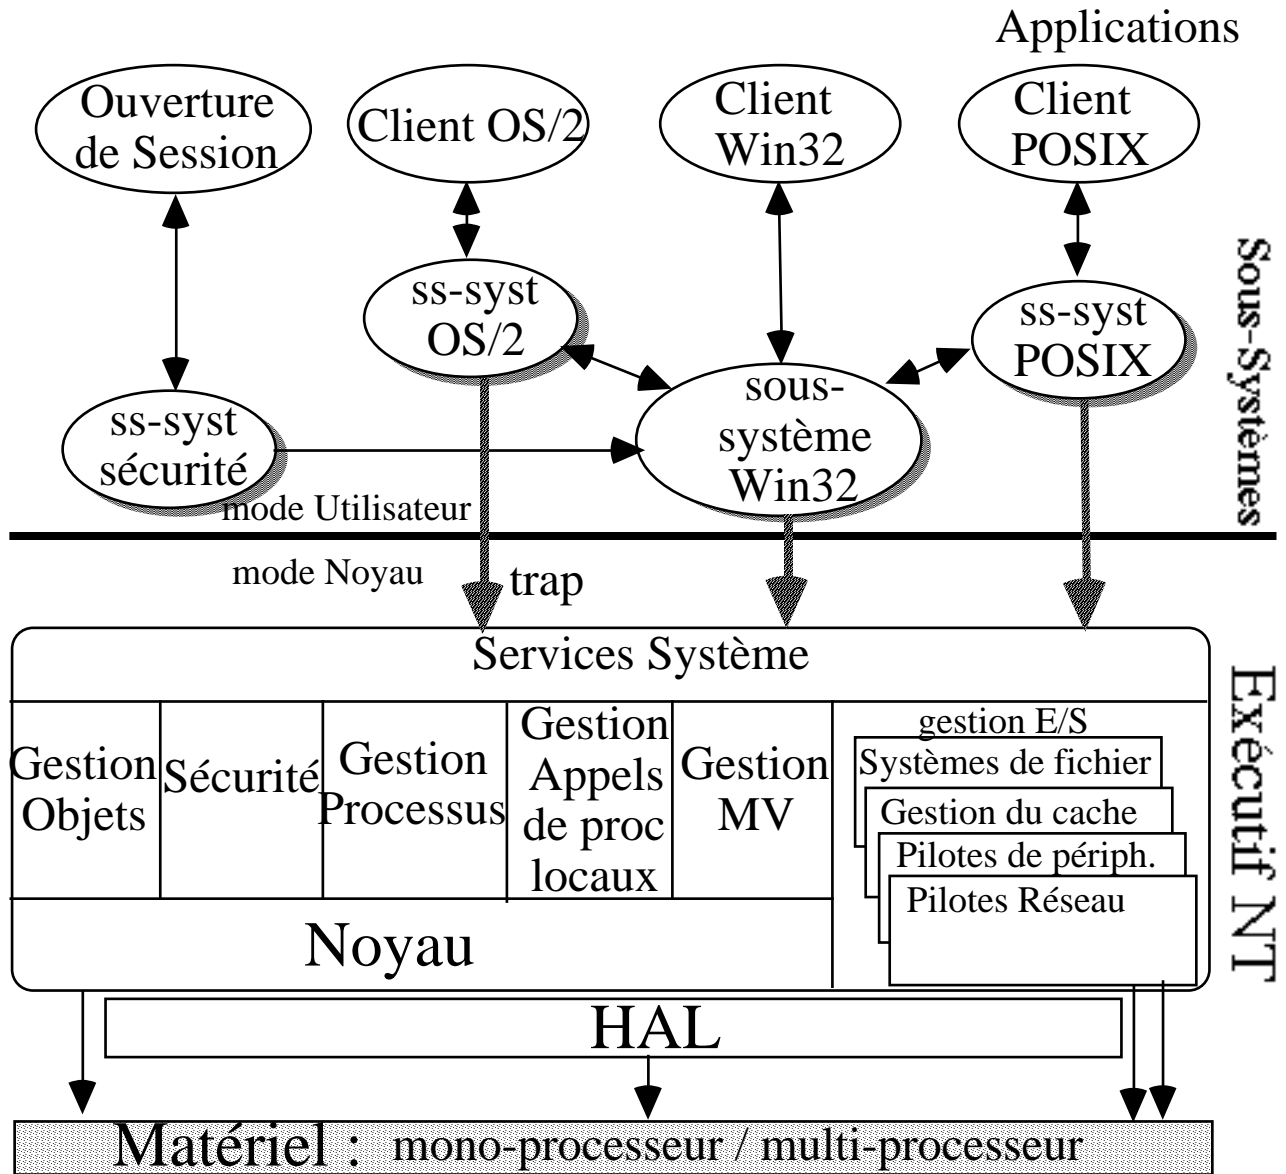 Applications
Ouverture
de Session
Client OS/2
Client
Win32
Client
POSIX
ss-syst
OS/2
ss-syst
POSIX
sous-
système
Win32
ss-syst
sécurité
Sous-Systèmes
mode Utilisateur
mode Noyau
trap
Services Système
Gestion
Objets
Sécurité
Gestion
Processus
Gestion
Appels
de proc
locaux
Gestion
MV
gestion E/S
Systèmes de fichier
Gestion du cache
Pilotes de périph.
Pilotes Réseau
Noyau
Exécutif NT
HAL
Matériel : mono-processeur / multi-processeur